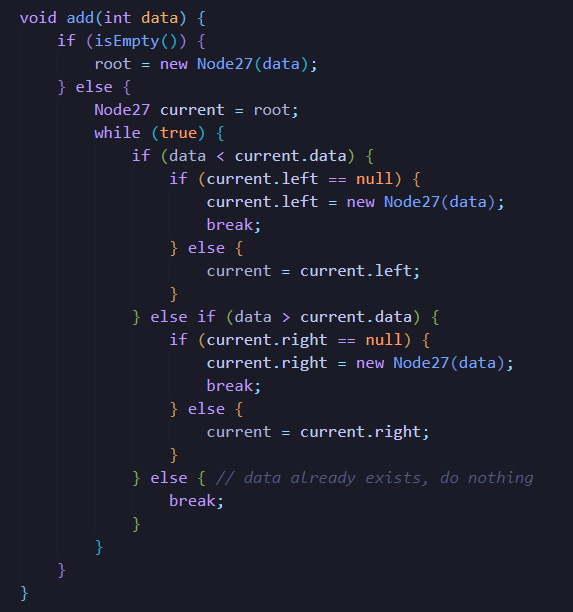 void add(int data) {
    if (isEmpty()) {
        root = new Node27(data);
    } else {
        Node27 current = root;
        while (true) {
            if (data < current.data) {
                if (current.left == null) {
                    current.left = new Node27(data);
                    break;
                } else {
                    current = current.left;
                }
            } else if (data > current.data) {
                if (current.right == null) {
                    current.right = new Node27(data);
                    break;
                } else {
                    current = current.right;
                }
            } else { // data already exists, do nothing
                break;
            }
        }
    }
}